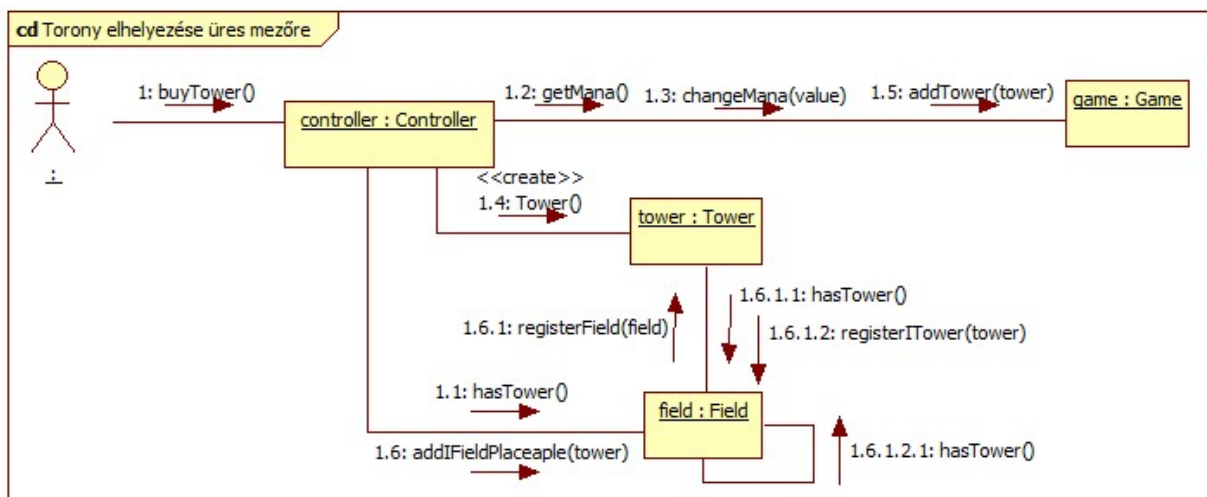 cd Torony elhelyezése üres mezőre
1: buyTower()
1.2: getMana()
1.3: changeMana(value)
1.5: addTower(tower)
controller : Controller
game : Game
:
<<create>>
1.4: Tower()
tower : Tower
1.6.1: registerField(field)
1.6.1.1: hasTower()
1.6.1.2: registerITower(tower)
1.1: hasTower()
field : Field
1.6: addIFieldPlaceaple(tower)
1.6.1.2.1: hasTower()